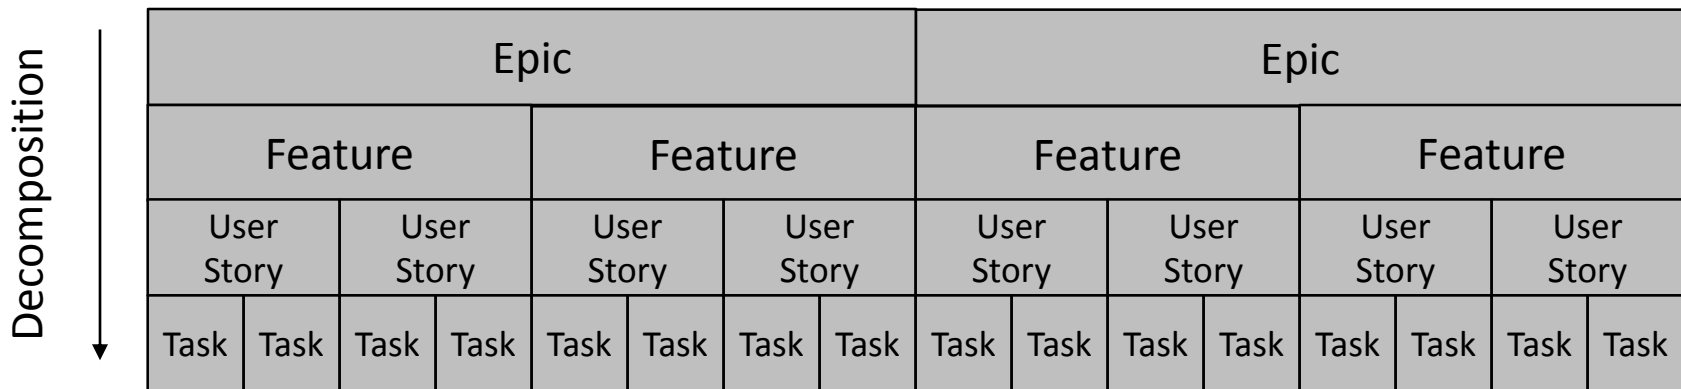 Decomposition
Epic Epic
Feature Feature Feature Feature
User User User User User User User User
Story Story Story Story Story Story Story Story
Task Task Task Task Task Task Task Task Task Task Task Task Task Task Task Task